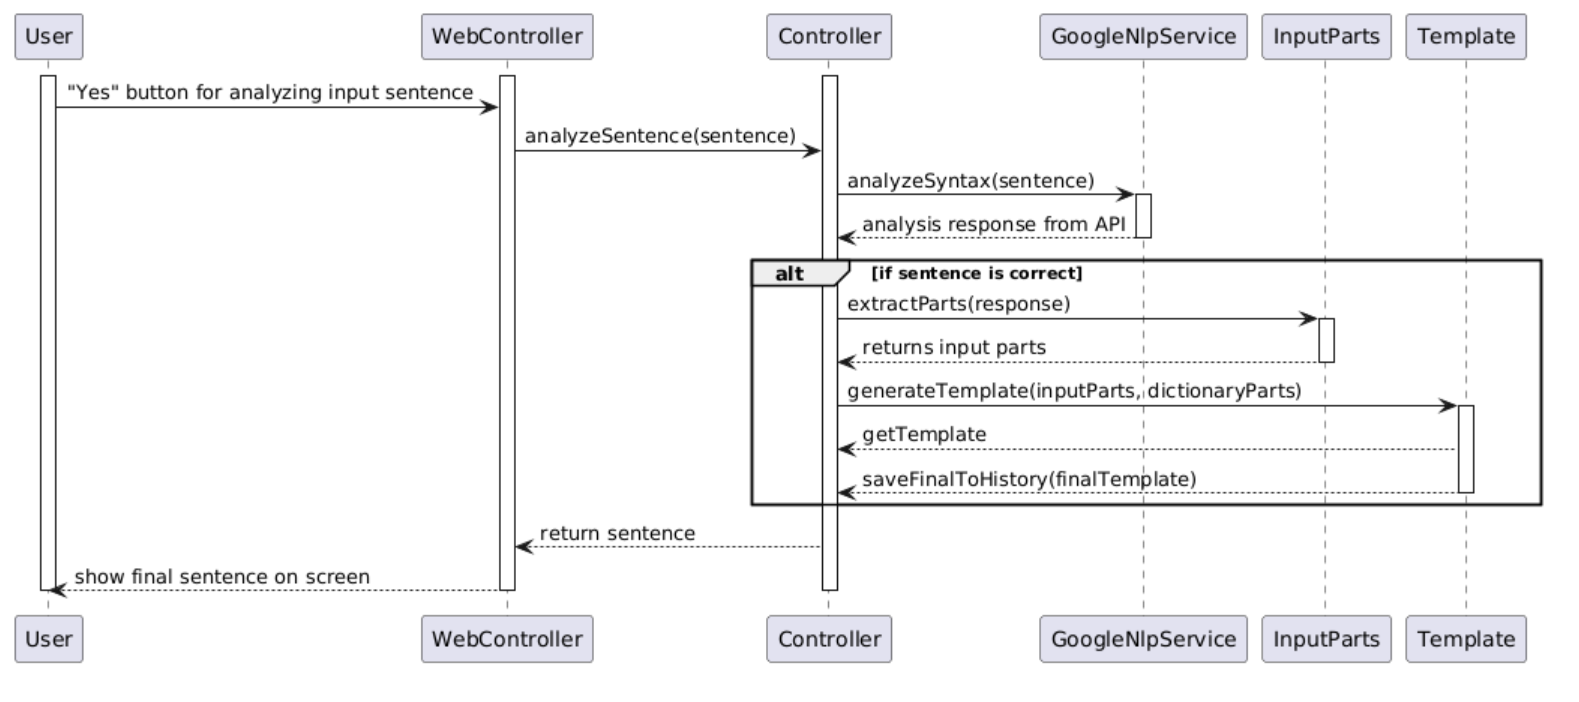 User WebController Controller GoogleNlpService InputParts Template
"Yes" button for analyzing input sentence
analyzeSentence(sentence)
analyzeSyntax(sentence)
analysis response from API
alt [if sentence is correct]
extractParts(response)
returns input parts
generateTemplate(inputParts, dictionaryParts)
getTemplate
saveFinalToHistory(finalTemplate)
return sentence
show final sentence on screen
User WebController Controller GoogleNlpService InputParts Template